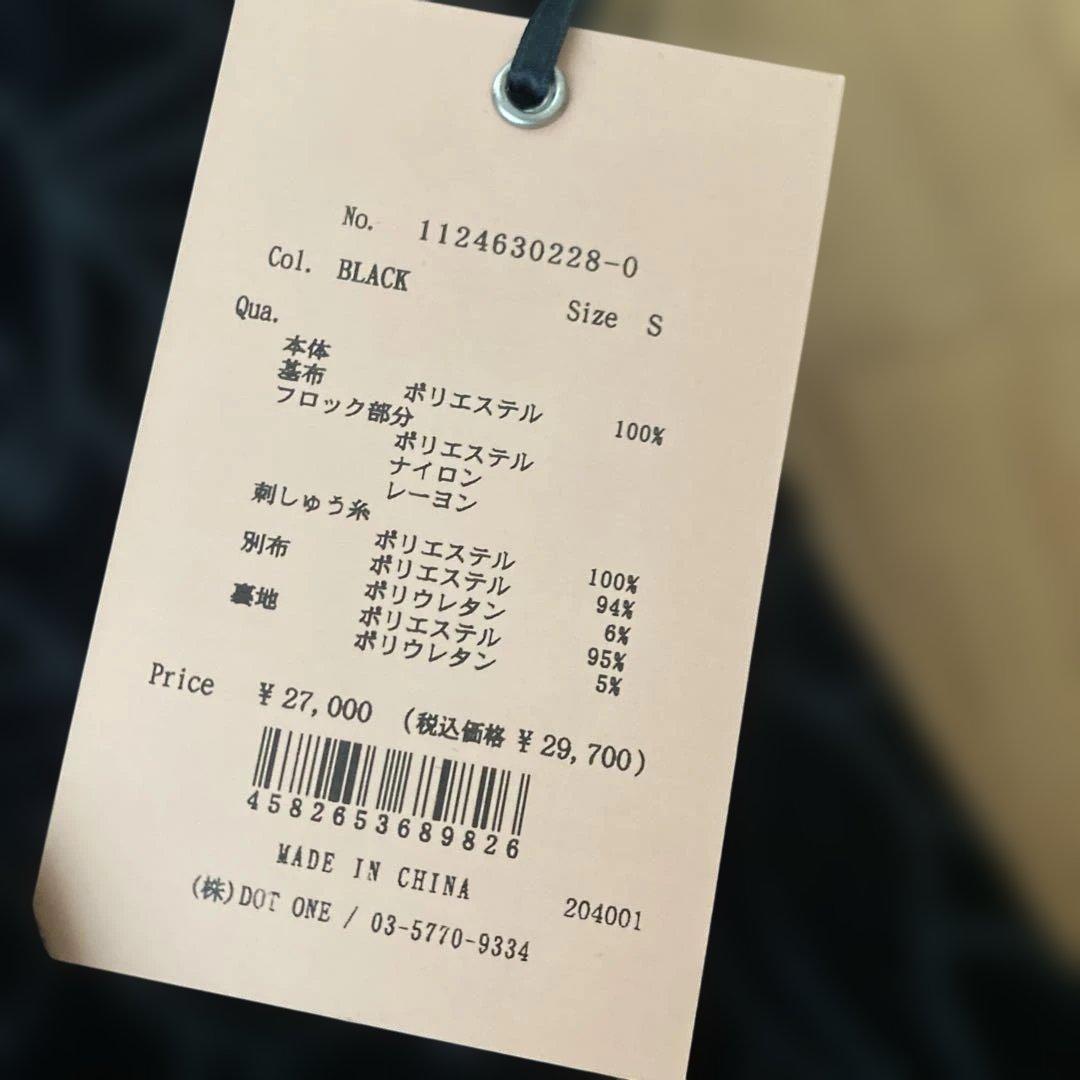 No. 1124630228-0
Col. BLACK
Size S
Qua.
本体
基布 ポリエステル 100%
フロック部分
ポリエステル
ナイロン
レーヨン
刺しゅう糸
ポリエステル 100%
別布 ポリエステル 94%
ポリウレタン 6%
裏地 ポリエステル 95%
ポリウレタン 5%
Price ¥27,000 (税込価格 ¥29,700)
4582653689826
MADE IN CHINA
204001
(株)DOT ONE / 03-5770-9334